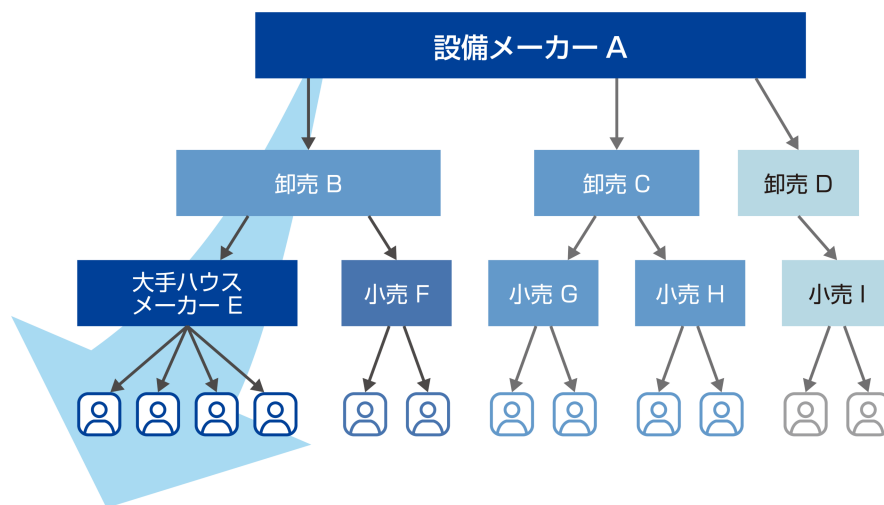 設備メーカー A
卸売 B
卸売 C
卸売 D
大手ハウス
メーカー E
小売 F
小売 G
小売 H
小売 I